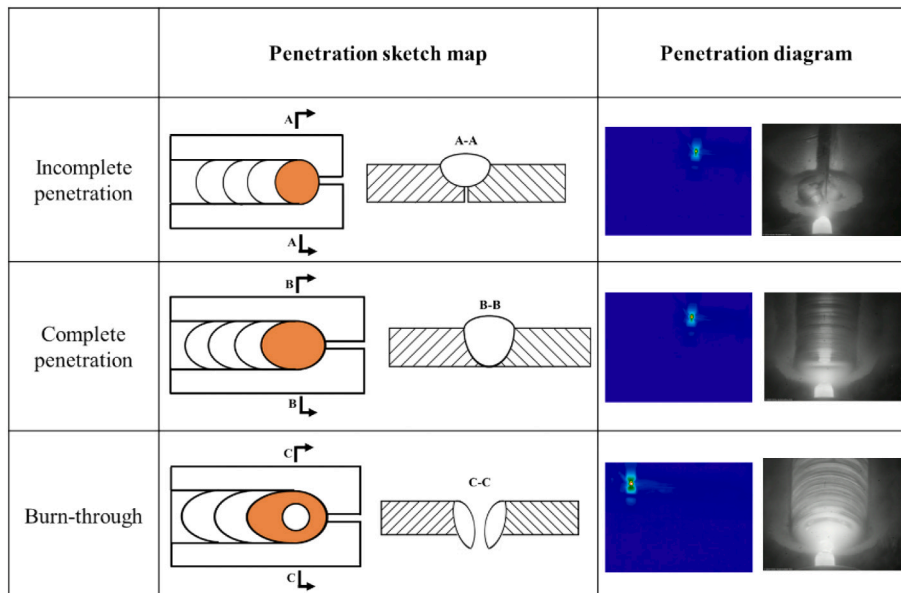 Penetration sketch map
Penetration diagram
Incomplete
penetration
A
A-A
A
Complete
penetration
B
B-B
B
Burn-through
C
C-C
C